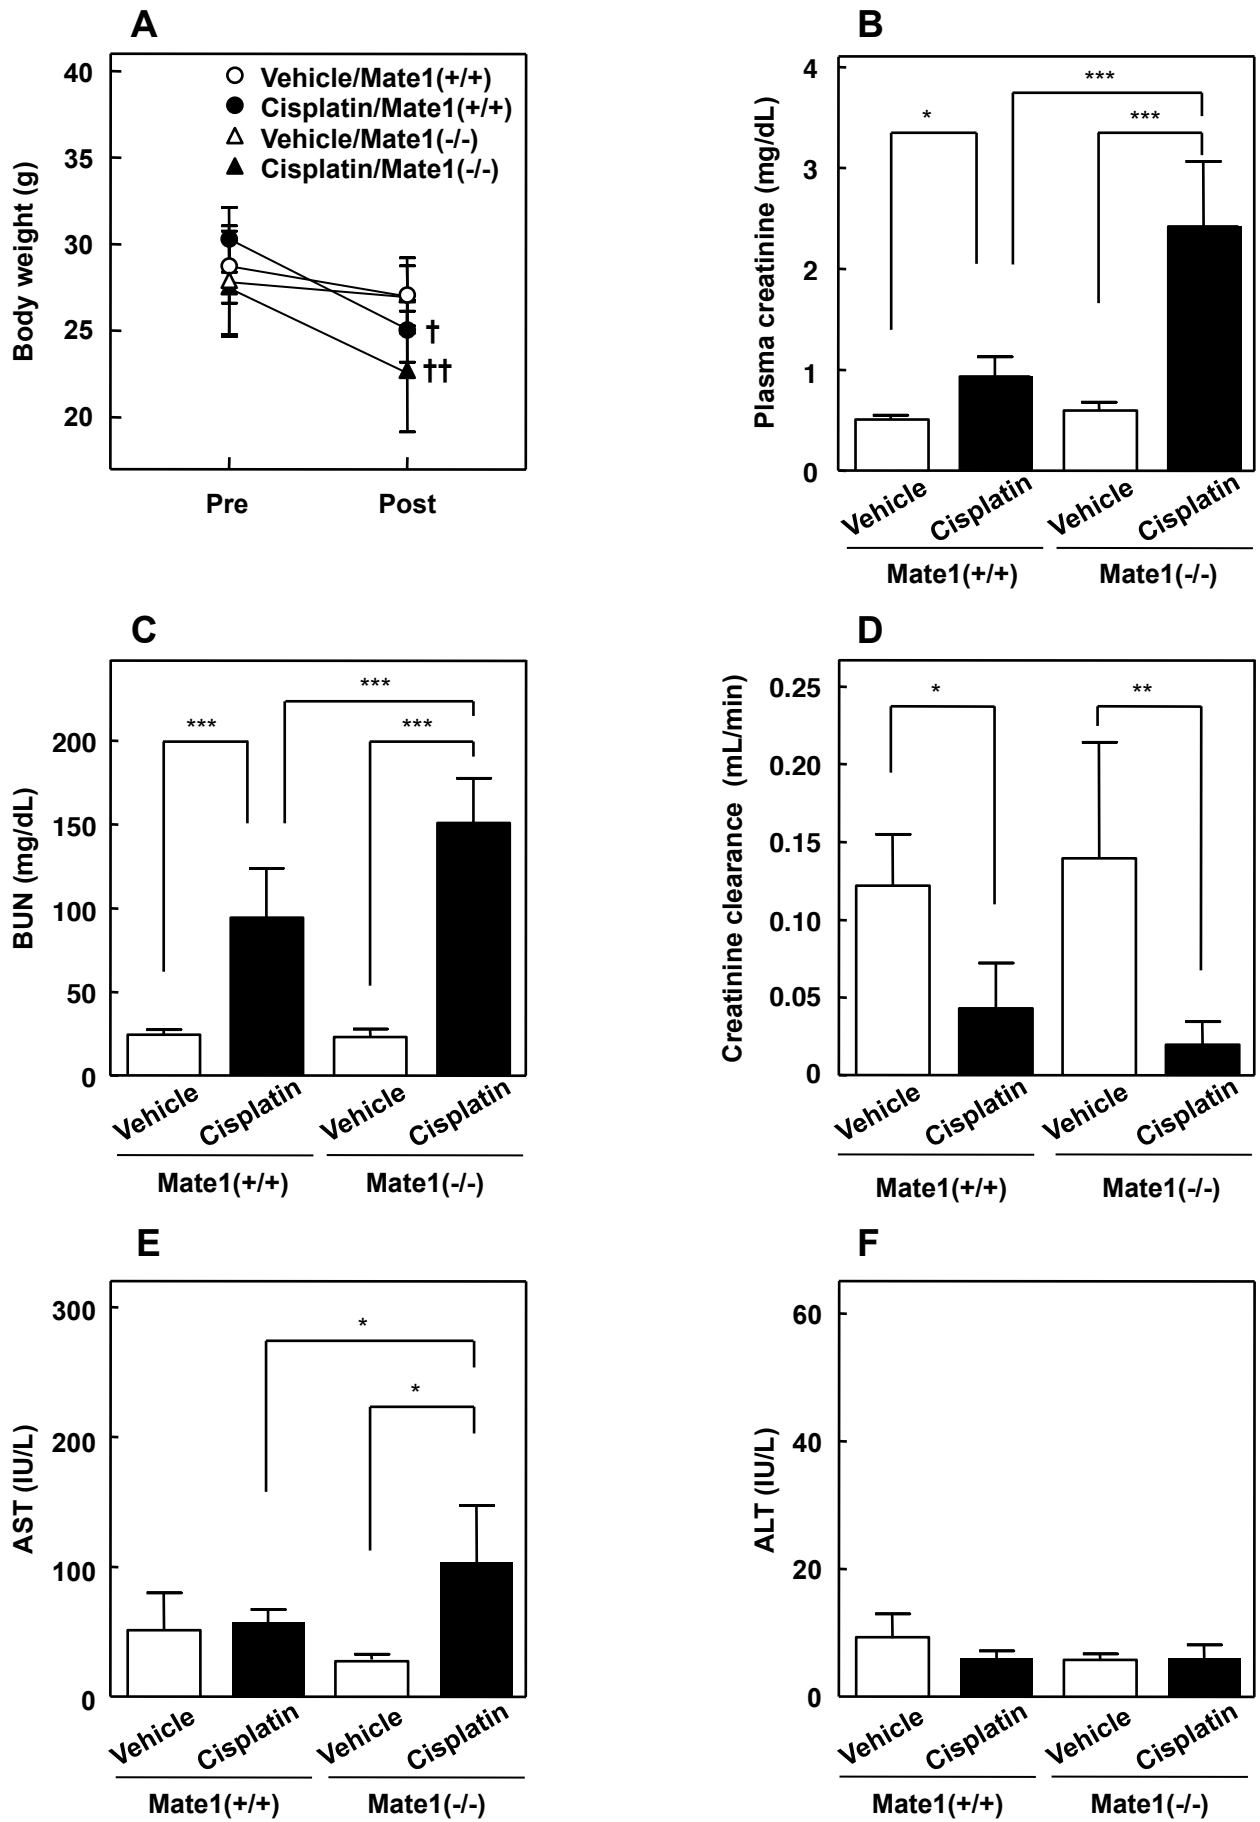 A
Body weight (g)
40
35
30
25
20
Vehicle/Mate1(+/+)
Cisplatin/Mate1(+/+)
Vehicle/Mate1(-/-)
Cisplatin/Mate1(-/-)
†
††
Pre
Post
B
Plasma creatinine (mg/dL)
4
3
2
1
0
***
*
***
Vehicle
Cisplatin
Vehicle
Cisplatin
Mate1(+/+)
Mate1(-/-)
C
BUN (mg/dL)
200
150
100
50
0
***
***
***
Vehicle
Cisplatin
Vehicle
Cisplatin
Mate1(+/+)
Mate1(-/-)
D
Creatinine clearance (mL/min)
0.25
0.20
0.15
0.10
0.05
0
*
**
Vehicle
Cisplatin
Vehicle
Cisplatin
Mate1(+/+)
Mate1(-/-)
E
AST (IU/L)
300
200
100
0
*
*
Vehicle
Cisplatin
Vehicle
Cisplatin
Mate1(+/+)
Mate1(-/-)
F
ALT (IU/L)
60
40
20
0
Vehicle
Cisplatin
Vehicle
Cisplatin
Mate1(+/+)
Mate1(-/-)